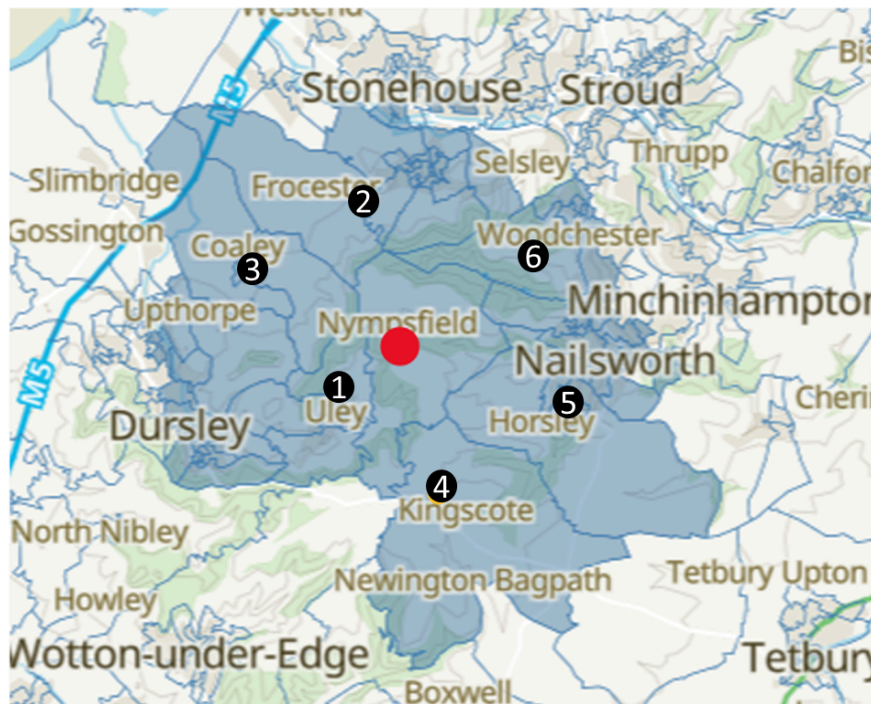 Westend
M5
Stonehouse
Stroud
Bis
Selsley
Thrupp
Chalfor
Slimbridge
Frocester
2
Gossington
Coaley
3
Woodchester
6
Upthorpe
Nympsfield
Minchinhampton
M5
1
Uley
Nailsworth
5
Horsley
Cheri
Dursley
4
Kingscote
North Nibley
Newington Bagpath
Tetbury Upton
Howley
Wotton-under-Edge
Tetbury
Boxwell